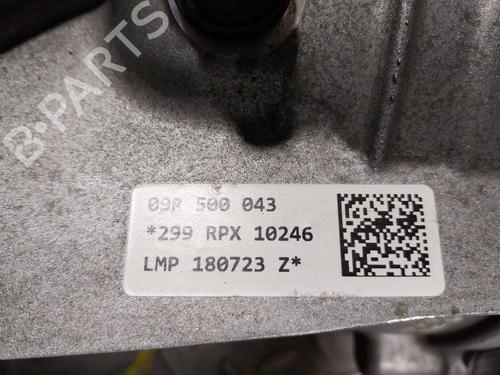 B-PARTS
09P 500 043
*299 RPX 10246
LMP 180723 Z*